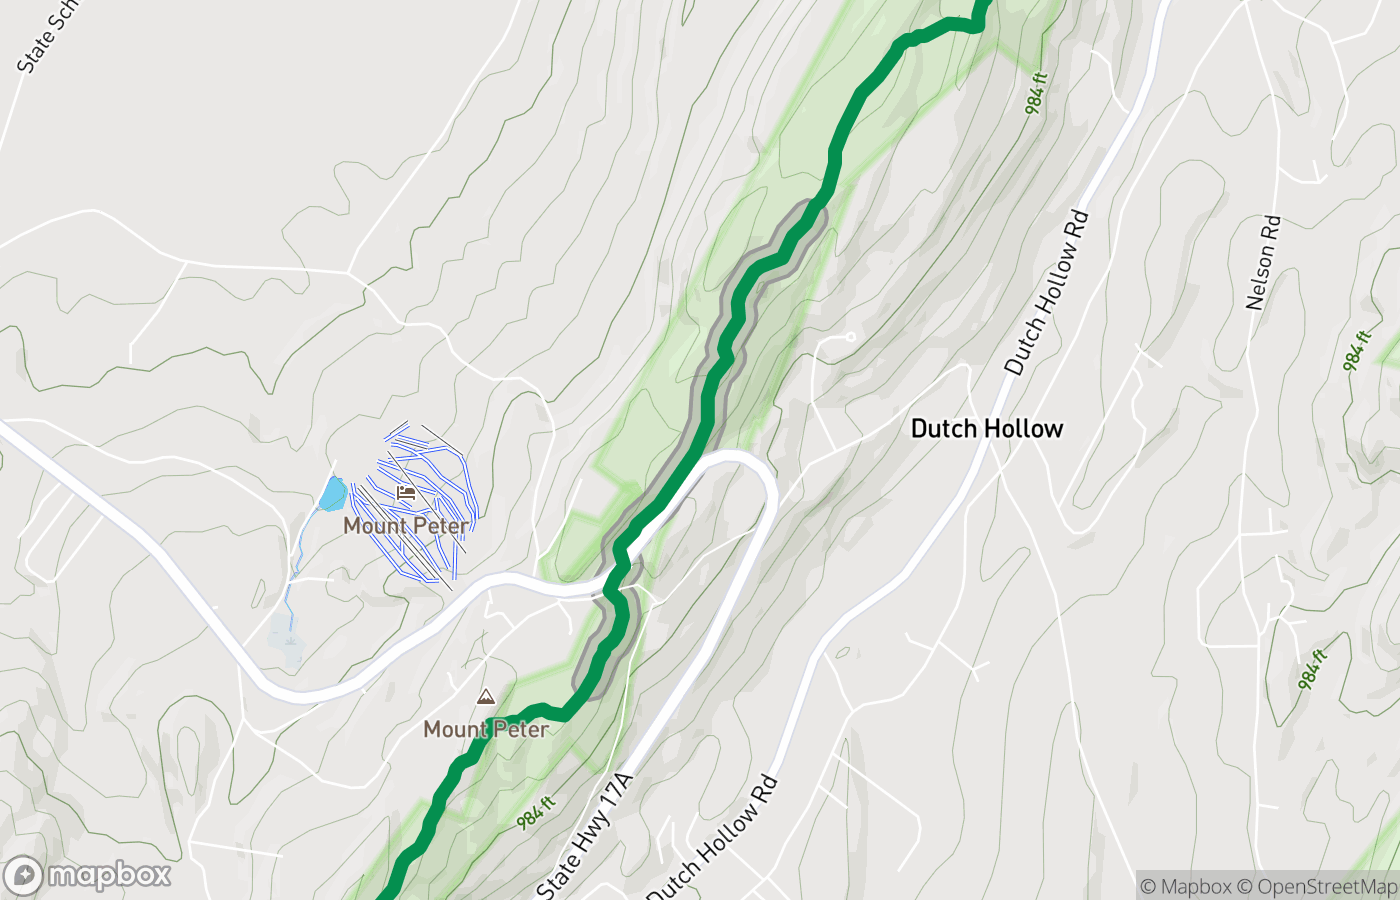 State Sch
984 ft
Dutch Hollow Rd
Nelson Rd
984 ft
Dutch Hollow
Mount Peter
984 ft
Mount Peter
984 ft
State Hwy 17A
Dutch Hollow Rd
mapbox
© Mapbox © OpenStreetMap